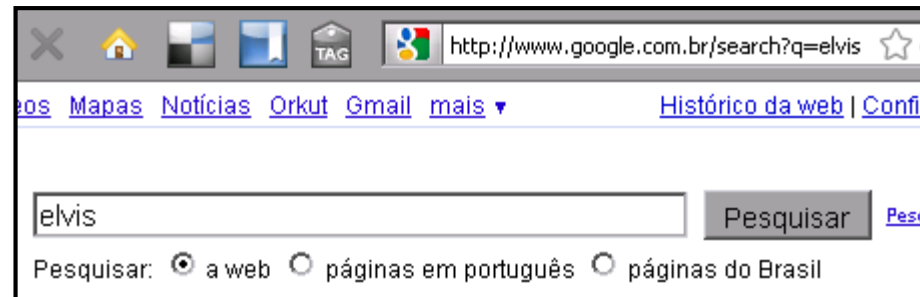 TAG http://www.google.com.br/search?q=elvis
eos Mapas Notícias Orkut Gmail mais ▼ Histórico da web | Confi
elvis Pesquisar Peso
Pesquisar: a web páginas em português páginas do Brasil